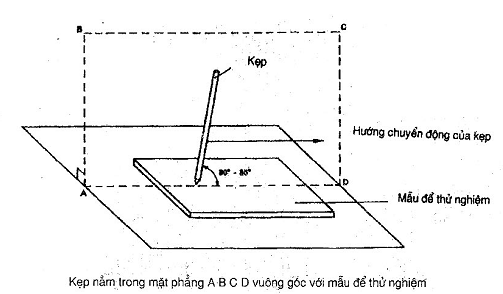 B
C
Kẹp
Hướng chuyển động của kẹp
80° - 85°
A
D
Mẫu để thử nghiệm
Kẹp nằm trong mặt phẳng A B C D vuông góc với mẫu để thử nghiệm